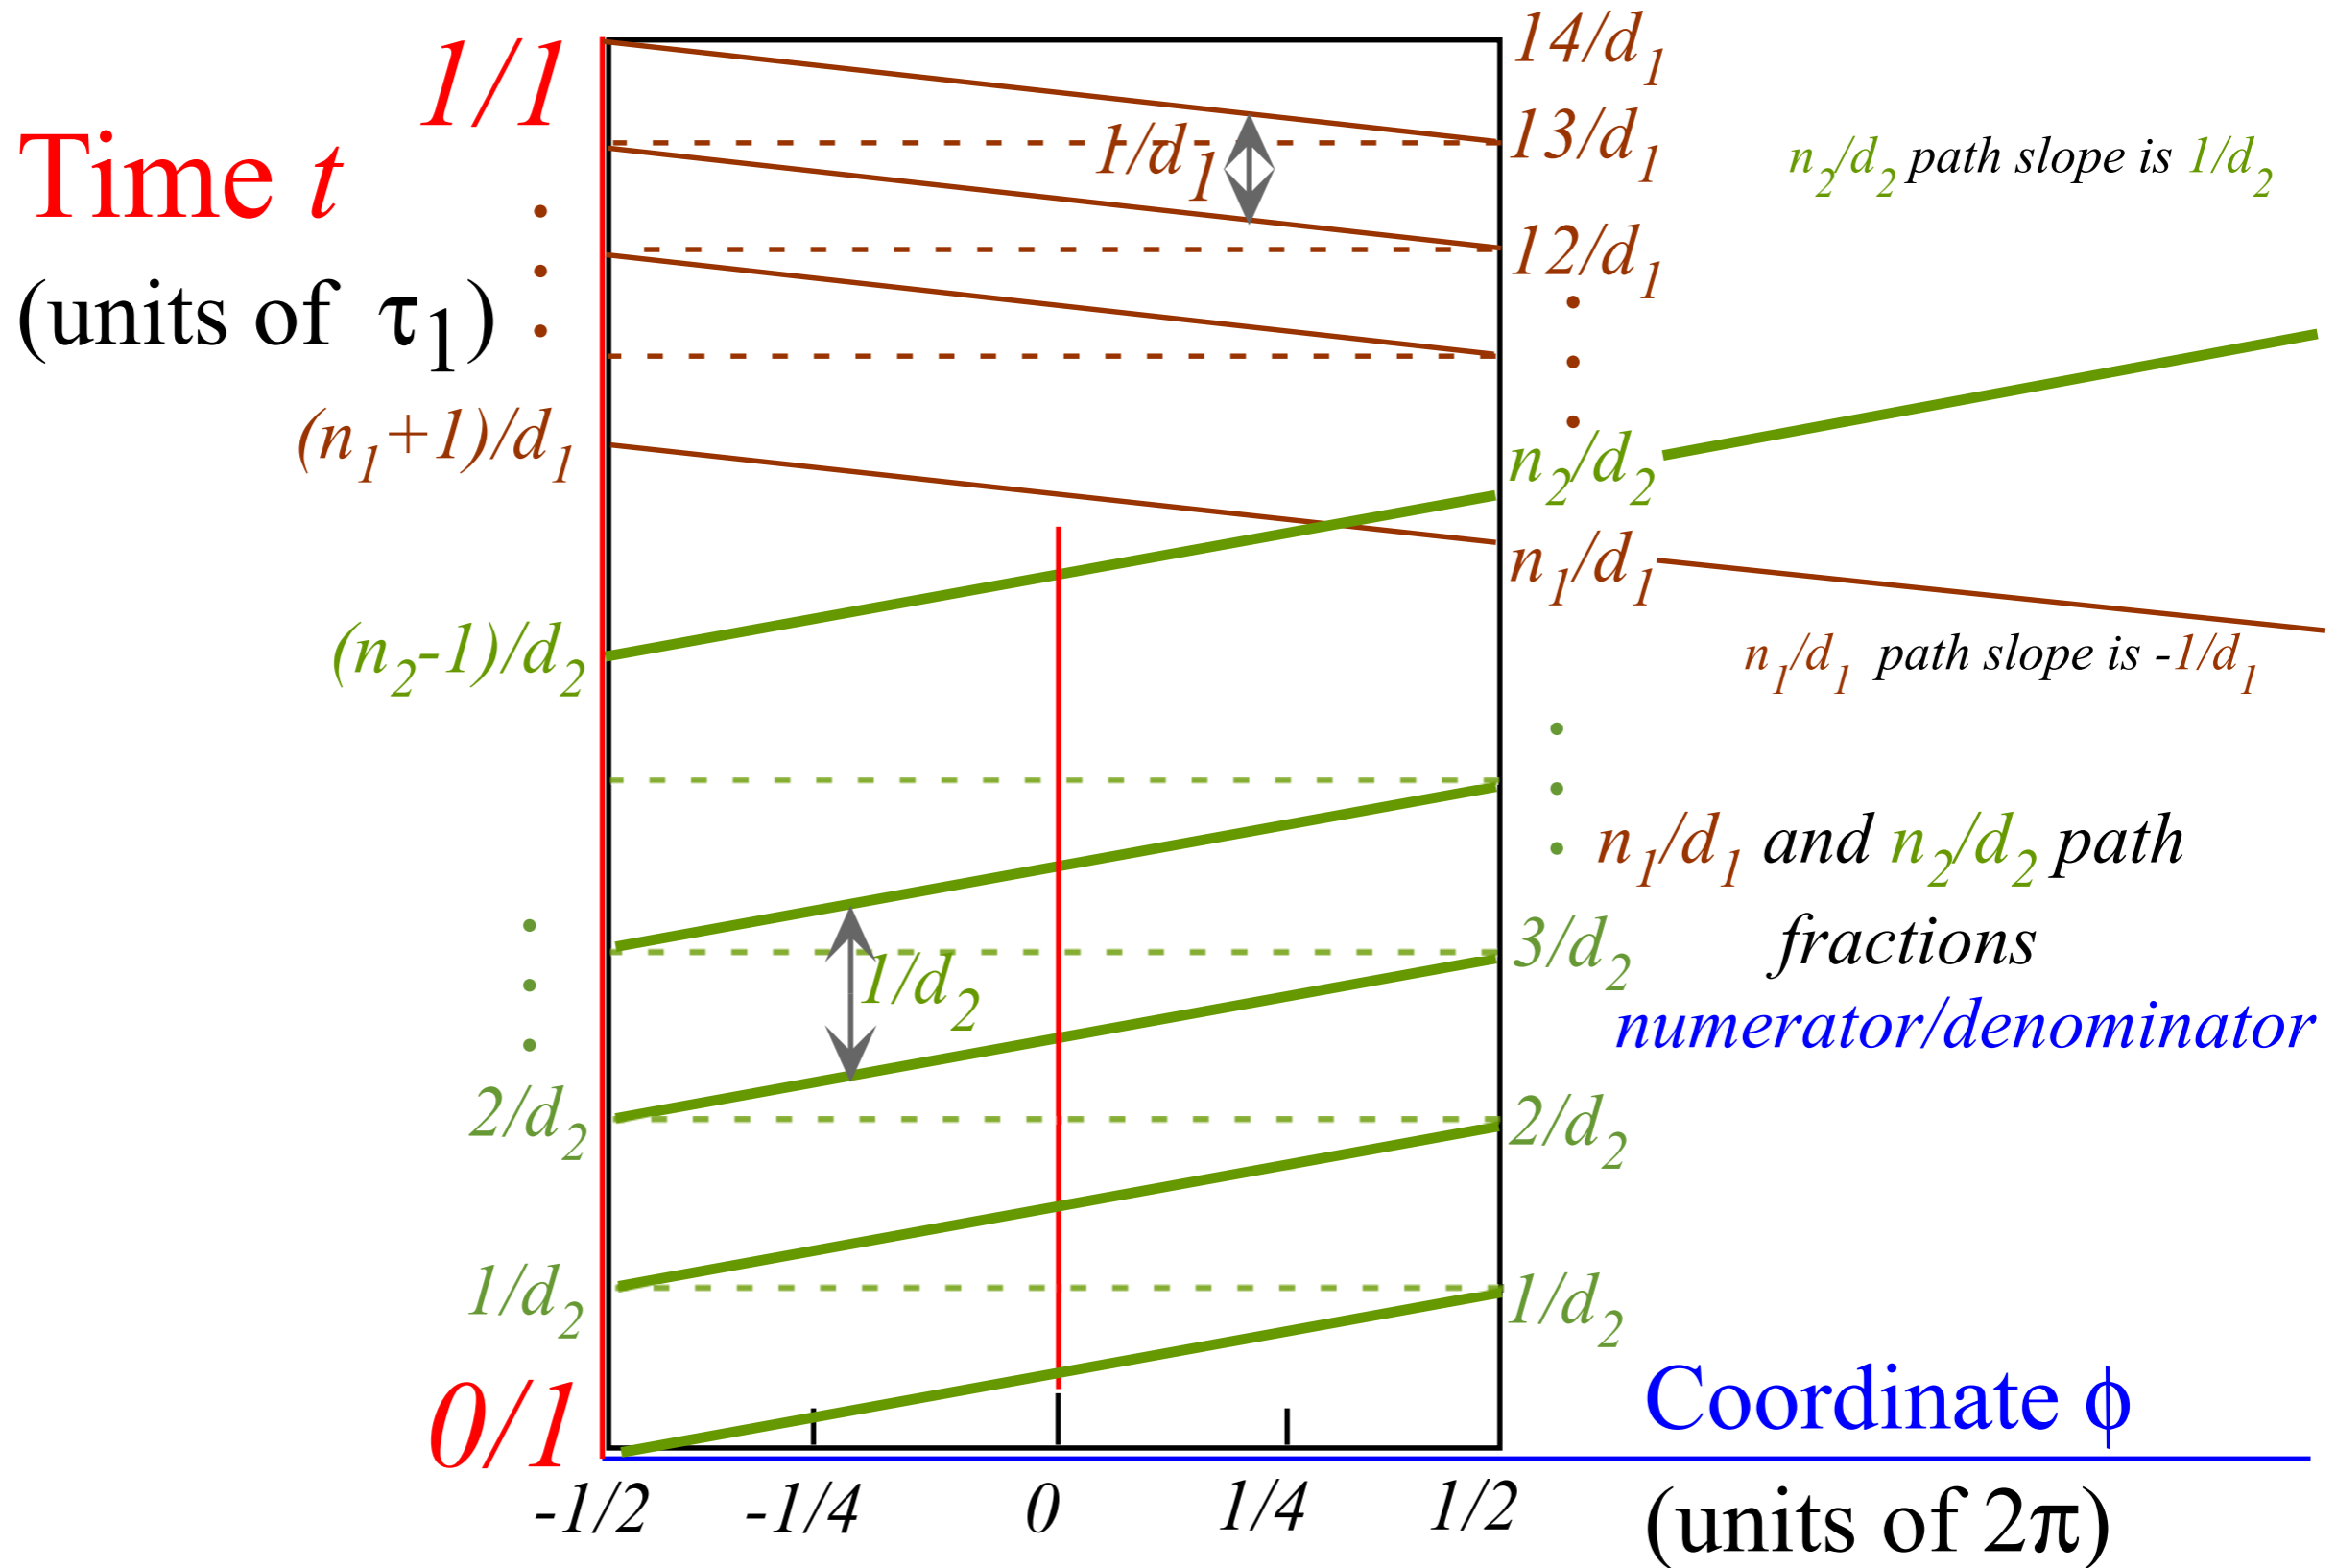 1/1
14/d1
Time t
1/d1
13/d1
n2/d2 path slope is 1/d2
12/d1
(units of τ1)
(n1+1)/d1
n2/d2
n1/d1
(n2-1)/d2
n1/d1 path slope is -1/d1
n1/d1 and n2/d2 path
fractions
numerator/denominator
3/d2
1/d2
2/d2
2/d2
1/d2
1/d2
0/1
Coordinate ϕ
(units of 2π)
-1/2 -1/4 0 1/4 1/2